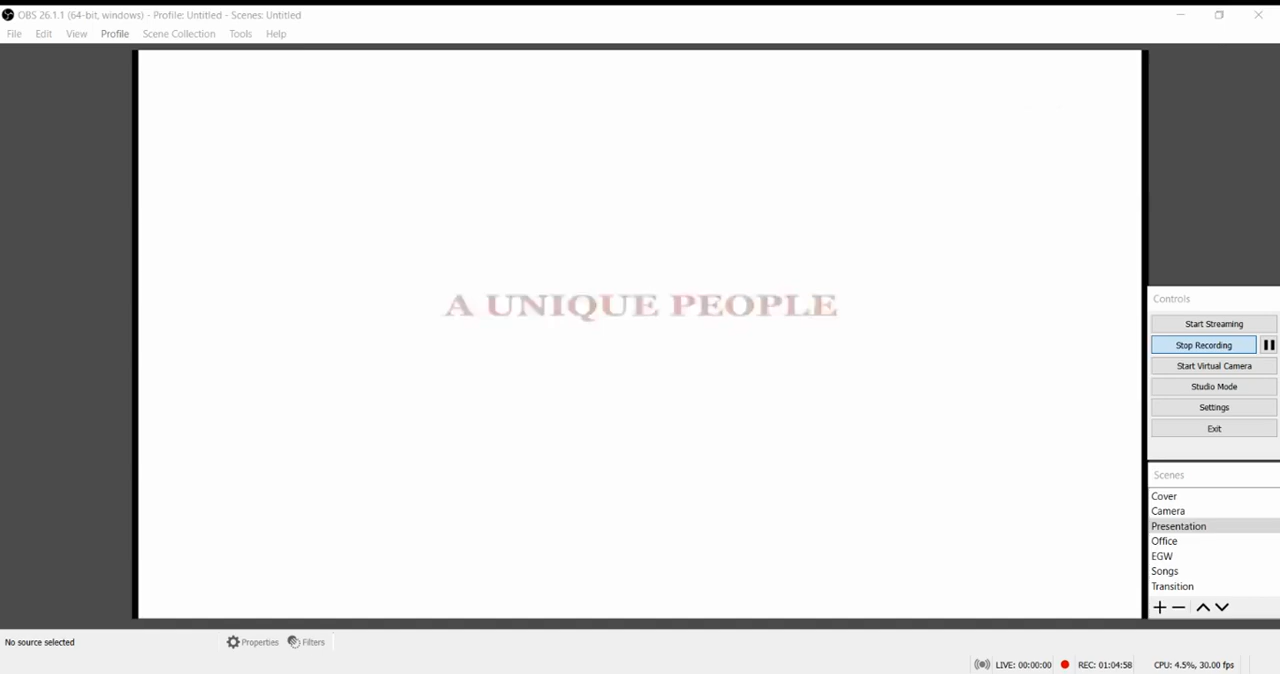 OBS 26.1.1 (64-bit, windows) - Profile: Untitled - Scenes: Untitled
File Edit View Profile Scene Collection Tools Help
A UNIQUE PEOPLE
Controls
Start Streaming
Stop Recording
Start Virtual Camera
Studio Mode
Settings
Exit
Scenes
Cover
Camera
Presentation
Office
EGW
Songs
Transition
No source selected Properties Filters
LIVE: 00:00:00 REC: 01:04:58 CPU: 4.5%, 30.00 fps